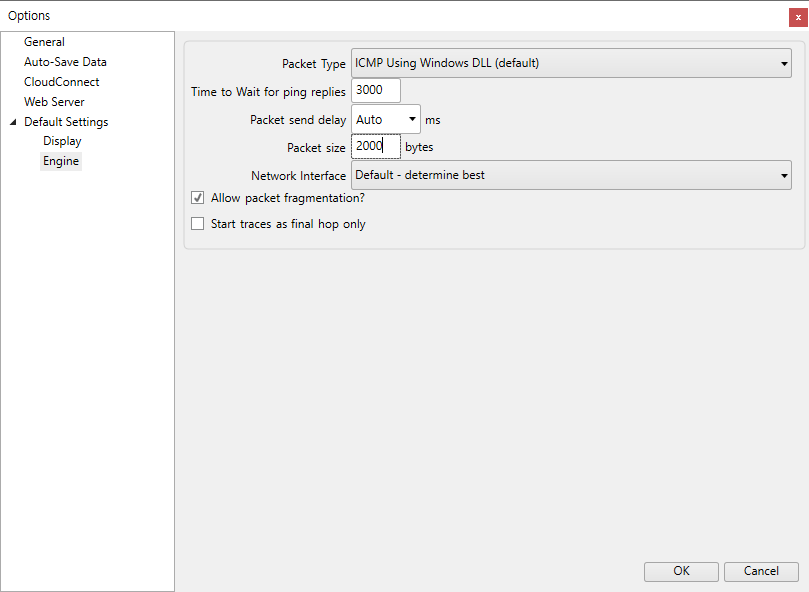 Options
x
General
Auto-Save Data
CloudConnect
Web Server
Default Settings
Display
Engine
Packet Type ICMP Using Windows DLL (default)
Time to Wait for ping replies 3000
Packet send delay Auto ms
Packet size 2000 bytes
Network Interface Default - determine best
Allow packet fragmentation?
Start traces as final hop only
OK Cancel